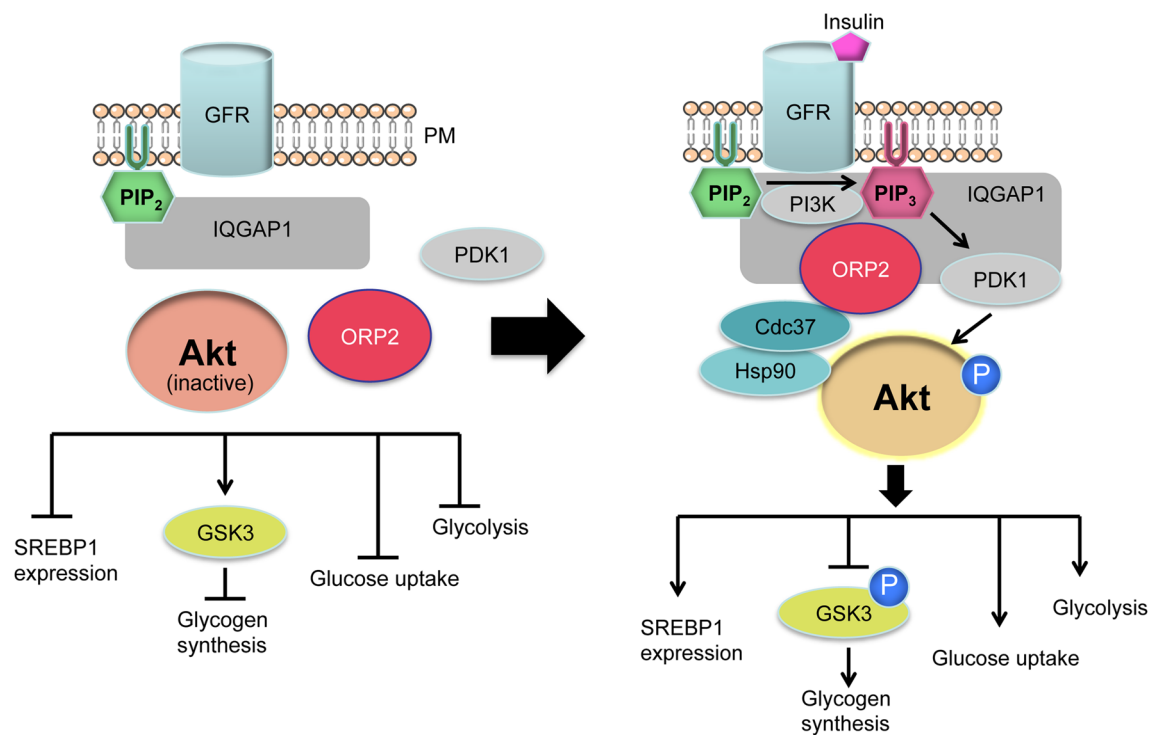 GFR
PM
PIP2
IQGAP1
PDK1
Akt
(inactive)
ORP2
SREBP1
expression
GSK3
Glycogen
synthesis
Glucose uptake
Glycolysis
Insulin
GFR
PIP2
PI3K
PIP3
IQGAP1
ORP2
PDK1
Cdc37
Hsp90
Akt
P
SREBP1
expression
P
GSK3
Glycogen
synthesis
Glucose uptake
Glycolysis